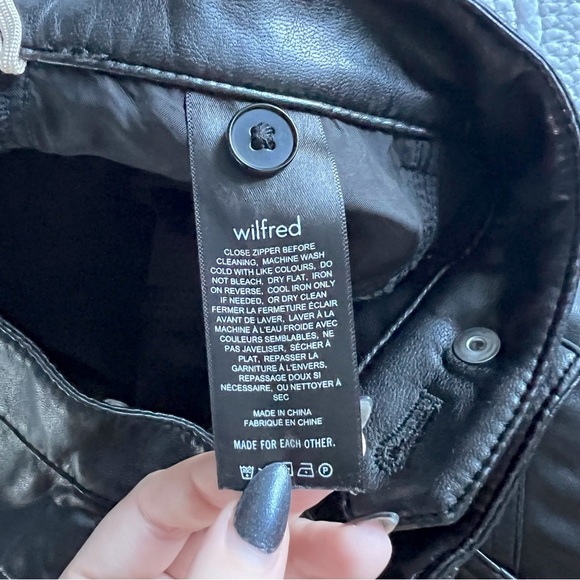 wilfred
CLOSE ZIPPER BEFORE
CLEANING, MACHINE WASH
COLD WITH LIKE COLOURS, DO
NOT BLEACH, DRY FLAT, IRON
ON REVERSE, COOL IRON ONLY
IF NEEDED, OR DRY CLEAN
FERMER LA FERMETURE ÉCLAIR
AVANT DE LAVER, LAVER À LA
MACHINE À L'EAU FROIDE AVEC
COULEURS SEMBLABLES, NE
PAS JAVELISER, SÉCHER À
PLAT, REPASSER LA
GARNITURE À L'ENVERS,
REPASSAGE DOUX SI
NÉCESSAIRE, OU NETTOYER À
SEC
MADE IN CHINA
FABRIQUÉ EN CHINE
MADE FOR EACH OTHER.
P